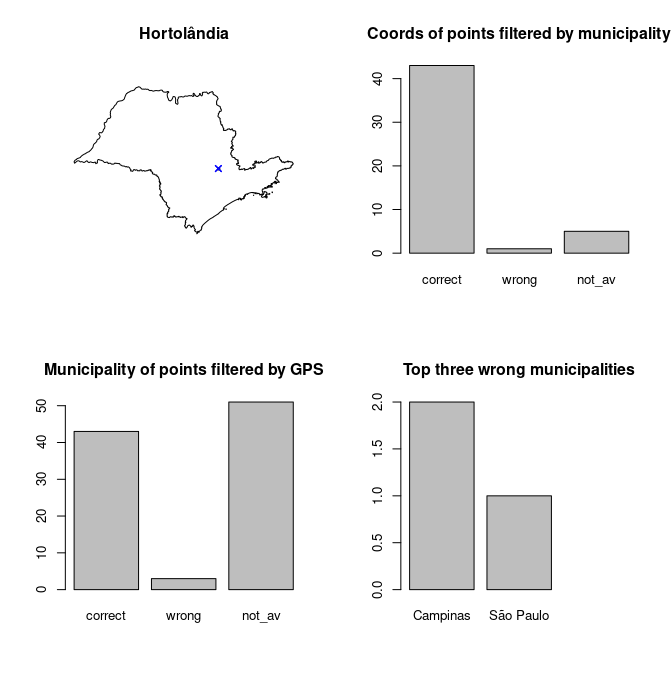 Hortolândia
Coords of points filtered by municipality
40
30
20
10
0
correct wrong not_av
Municipality of points filtered by GPS
50
40
30
20
10
0
correct wrong not_av
Top three wrong municipalities
2.0
1.5
1.0
0.5
0.0
Campinas São Paulo